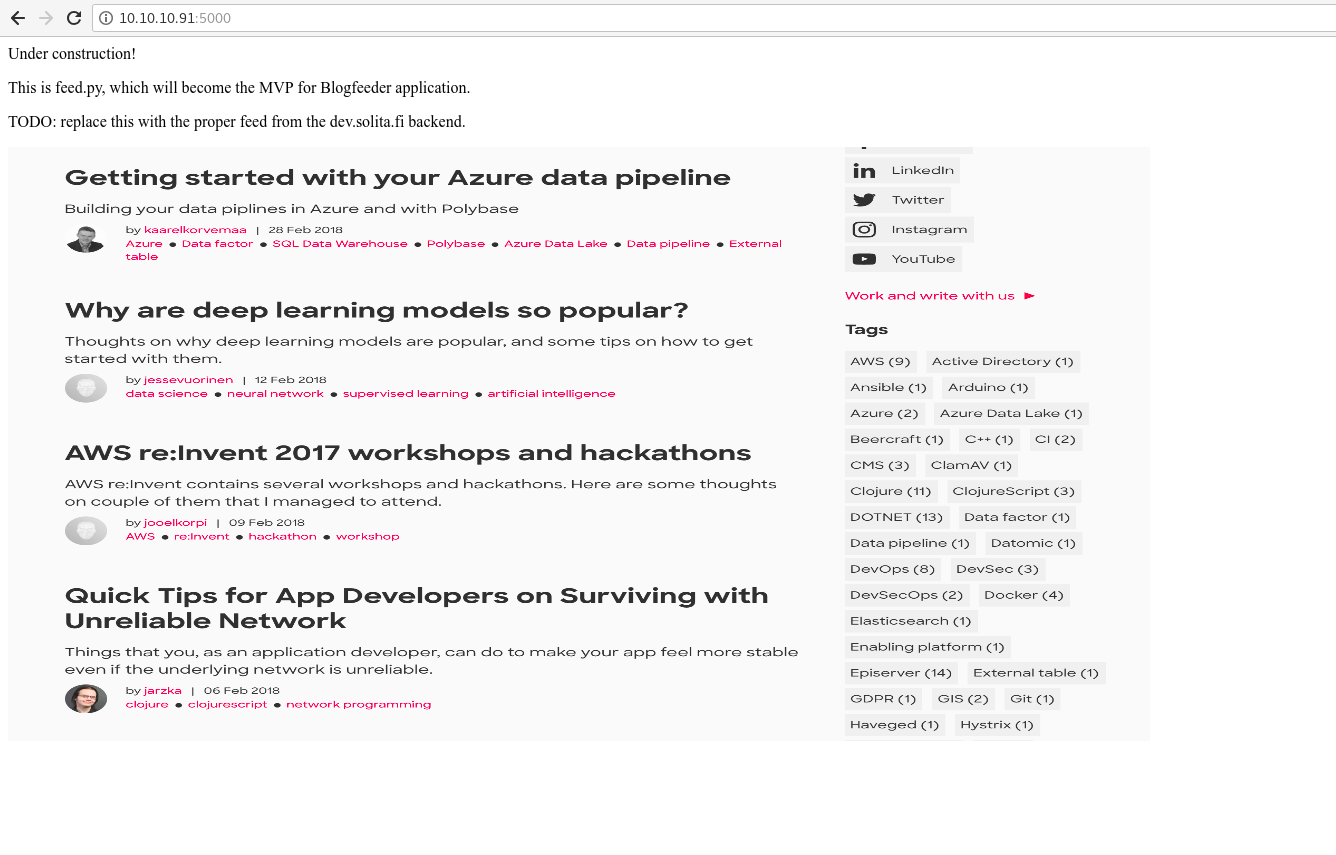 10.10.10.91:5000
Under construction!
This is feed.py, which will become the MVP for Blogfeeder application.
TODO: replace this with the proper feed from the dev.solita.fi backend.
Getting started with your Azure data pipeline
Building your data piplines in Azure and with Polybase
by kaarelkorvemaa | 28 Feb 2018
Azure ● Data factor ● SQL Data Warehouse ● Polybase ● Azure Data Lake ● Data pipeline ● External
table
Why are deep learning models so popular?
Thoughts on why deep learning models are popular, and some tips on how to get
started with them.
by jessevuorinen | 12 Feb 2018
data science ● neural network ● supervised learning ● artificial intelligence
AWS re:Invent 2017 workshops and hackathons
AWS re:Invent contains several workshops and hackathons. Here are some thoughts
on couple of them that I managed to attend.
by jooelkorpi | 09 Feb 2018
AWS ● re:Invent ● hackathon ● workshop
Quick Tips for App Developers on Surviving with
Unreliable Network
Things that you, as an application developer, can do to make your app feel more stable
even if the underlying network is unreliable.
by jarzka | 06 Feb 2018
clojure ● clojurescript ● network programming
LinkedIn
Twitter
Instagram
YouTube
Work and write with us ►
Tags
AWS (9) Active Directory (1)
Ansible (1) Arduino (1)
Azure (2) Azure Data Lake (1)
Beercraft (1) C++ (1) CI (2)
CMS (3) ClamAV (1)
Clojure (11) ClojureScript (3)
DOTNET (13) Data factor (1)
Data pipeline (1) Datomic (1)
DevOps (8) DevSec (3)
DevSecOps (2) Docker (4)
Elasticsearch (1)
Enabling platform (1)
Episerver (14) External table (1)
GDPR (1) GIS (2) Git (1)
Haveged (1) Hystrix (1)